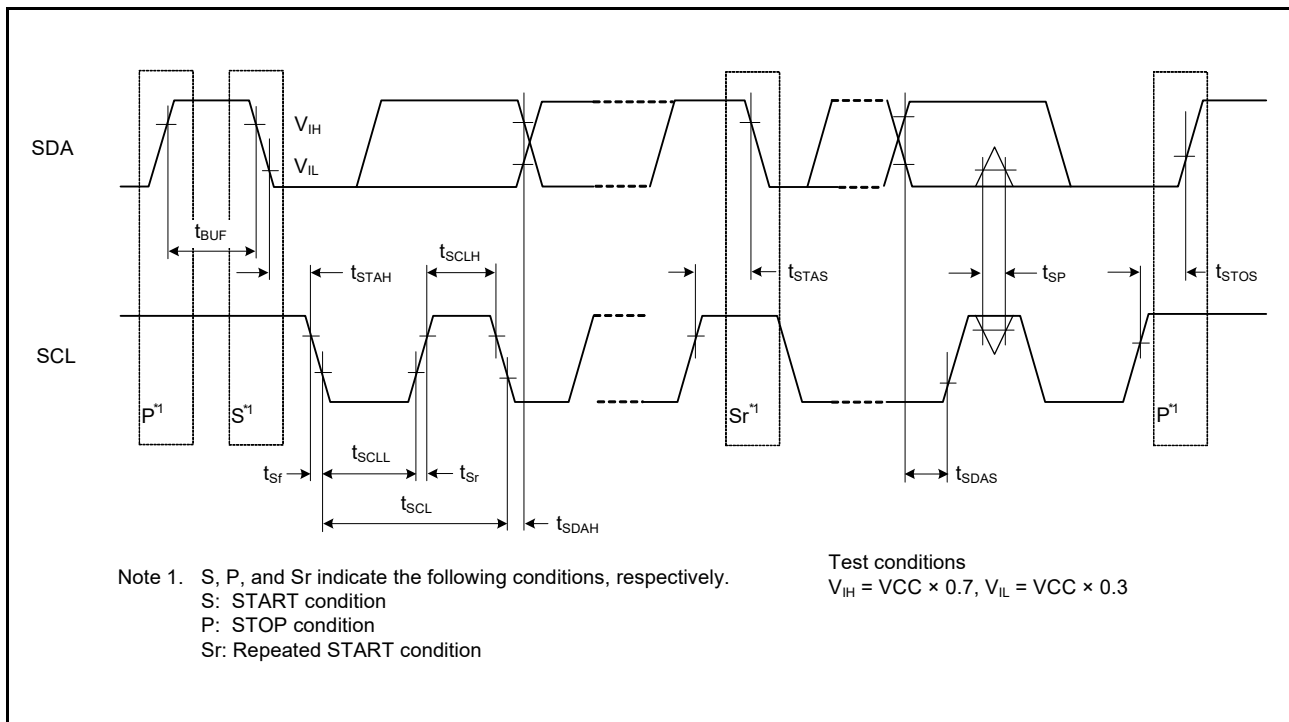 SDA
V_IH
V_IL
t_BUF
t_STAH
t_SCLH
t_STAS
t_SP
t_STOS
SCL
P*1
S*1
Sr*1
P*1
t_Sf
t_SCLL
t_Sr
t_SDAS
t_SCL
t_SDAH
Note 1. S, P, and Sr indicate the following conditions, respectively.
S: START condition
P: STOP condition
Sr: Repeated START condition
Test conditions
V_IH = VCC × 0.7, V_IL = VCC × 0.3